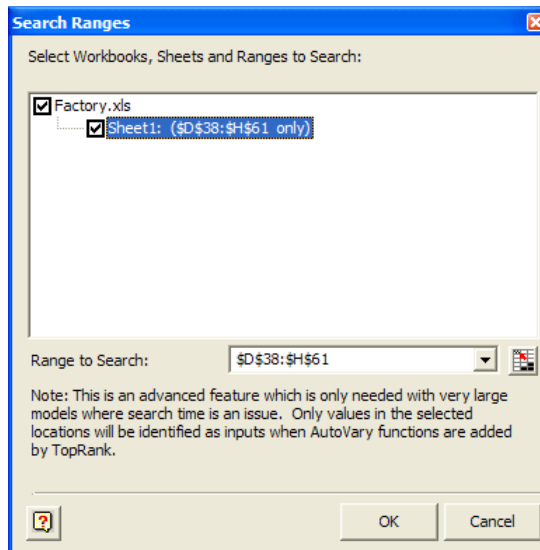 Search Ranges
Select Workbooks, Sheets and Ranges to Search:
Factory.xls
Sheet1: ($D$38:$H$61 only)
Range to Search: $D$38:$H$61
Note: This is an advanced feature which is only needed with very large
models where search time is an issue. Only values in the selected
locations will be identified as inputs when AutoVary functions are added
by TopRank.
OK Cancel